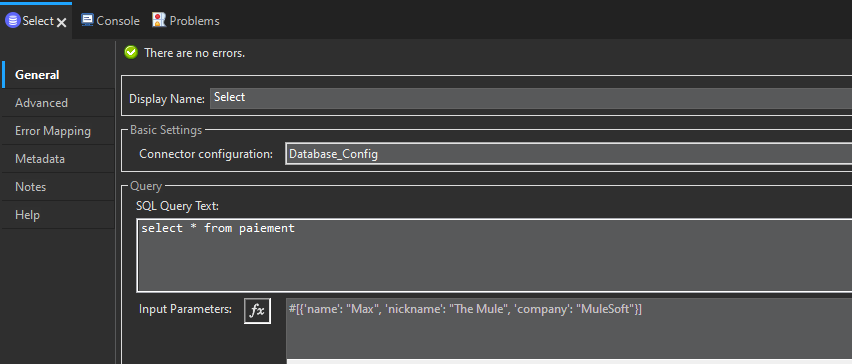 Select Console Problems
There are no errors.
General
Display Name: Select
Advanced
Error Mapping
Basic Settings
Connector configuration: Database_Config
Metadata
Notes
Query
SQL Query Text:
Help
select * from paiement
Input Parameters: fx #[{'name': "Max", 'nickname': "The Mule", 'company': "MuleSoft"}]